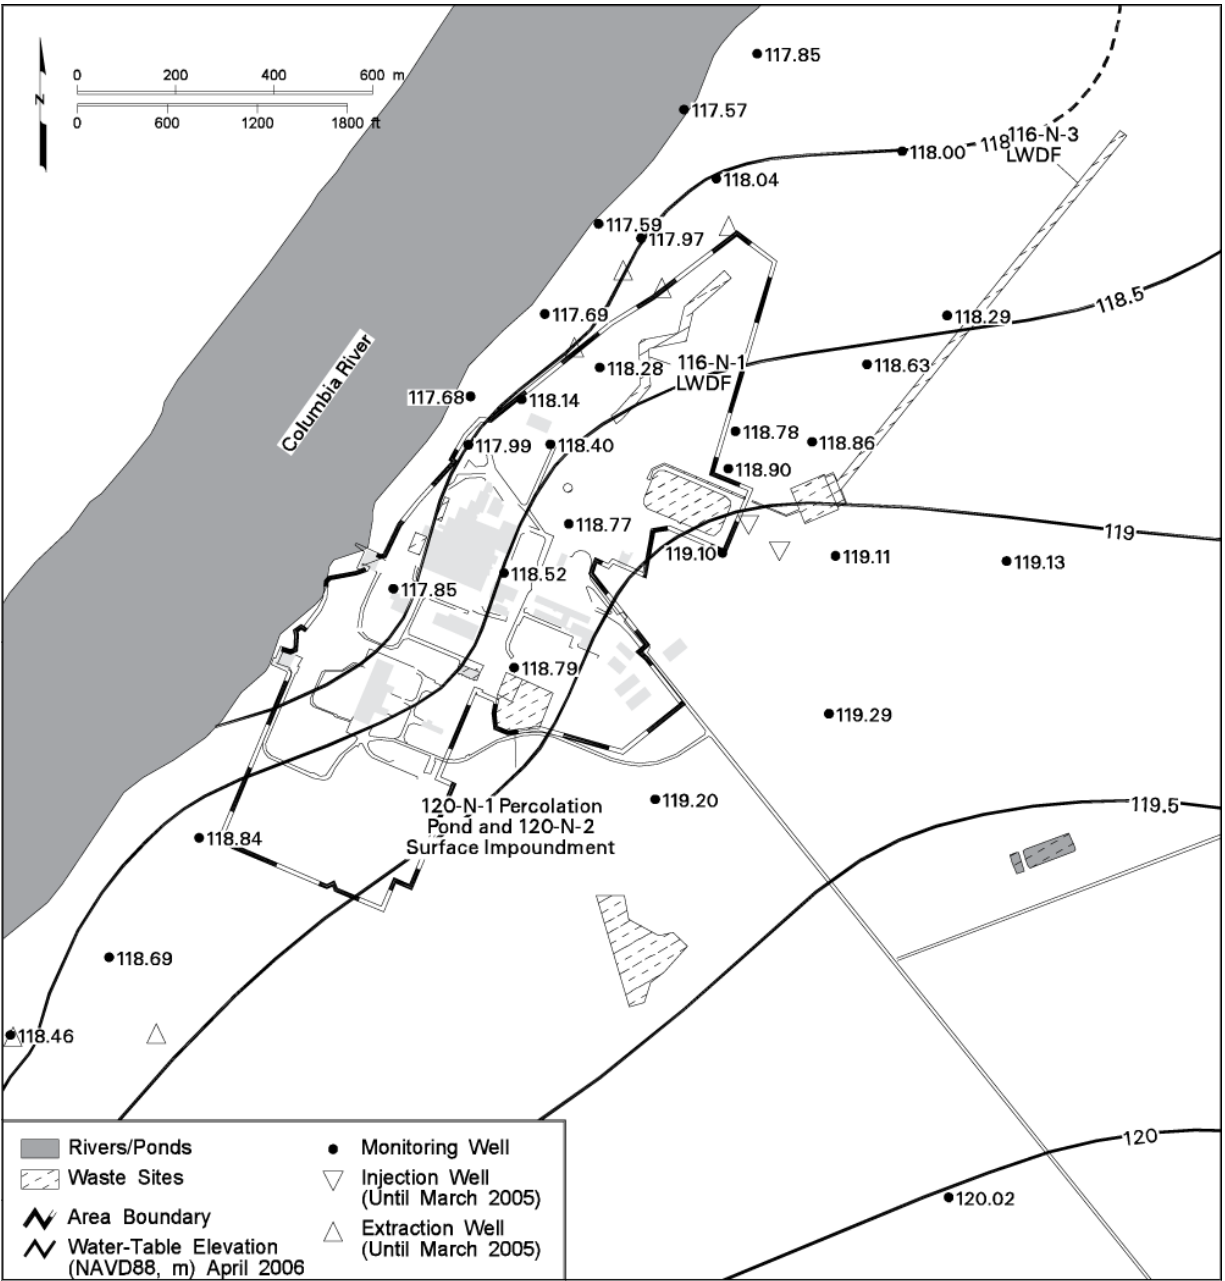 117.85
0 200 400 600 m
N
117.57
0 600 1200 1800 ft
118.00
118
116-N-3
LWDF
118.04
117.59
117.97
118.5
117.69
118.29
116-N-1
LWDF
118.28
118.63
Columbia River
117.68
118.14
117.99
118.40
118.78
118.86
118.90
118.77
119
119.10
119.11
119.13
118.52
117.85
118.79
119.29
119.20
119.5
120-N-1 Percolation
Pond and 120-N-2
Surface Impoundment
118.84
118.69
118.46
120
120.02
Rivers/Ponds
Waste Sites
Area Boundary
Water-Table Elevation
(NAVD88, m) April 2006
Monitoring Well
Injection Well
(Until March 2005)
Extraction Well
(Until March 2005)